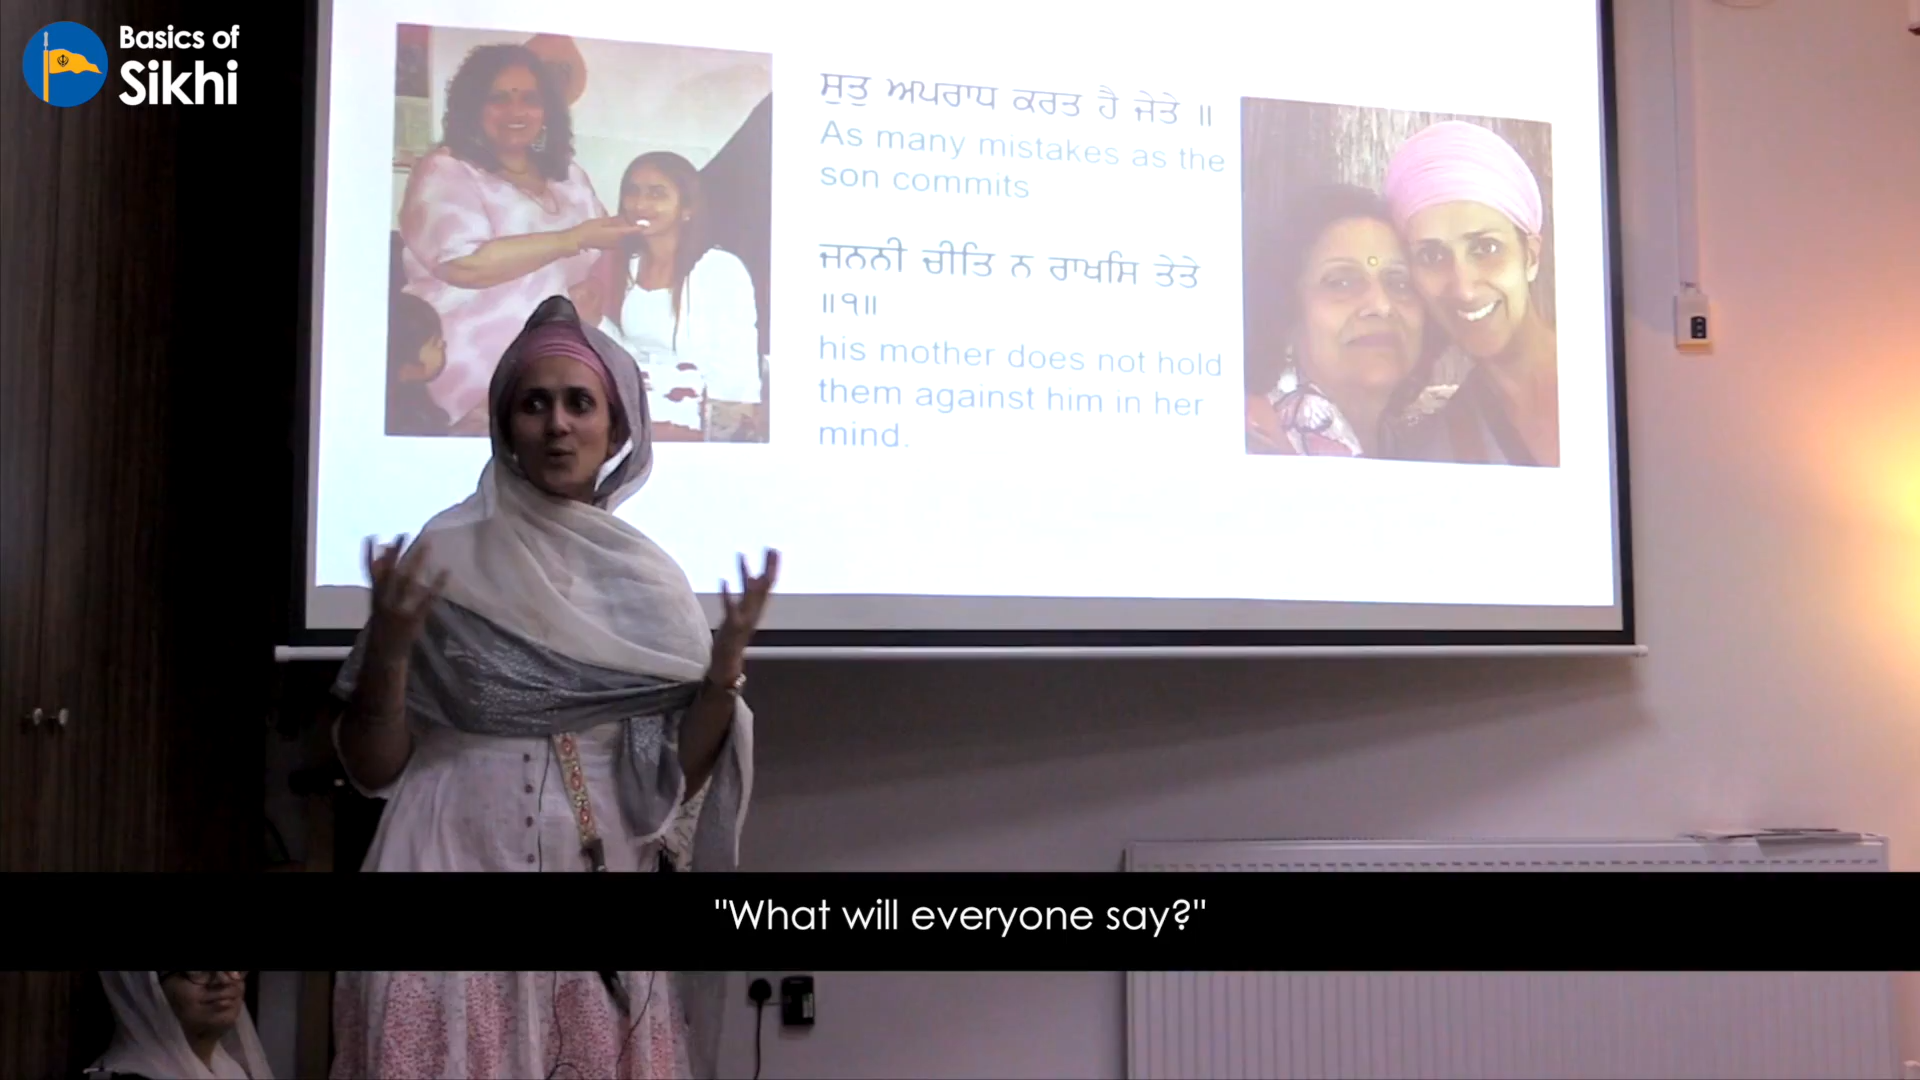 Basics of
Sikhi
ਸੁਤੁ ਅਪਰਾਧ ਕਰਤ ਹੈ ਜੇਤੇ ॥
As many mistakes as the
son commits
ਜਨਨੀ ਚੀਤਿ ਨ ਰਾਖਸਿ ਤੇਤੇ
॥੧॥
his mother does not hold
them against him in her
mind.
"What will everyone say?"